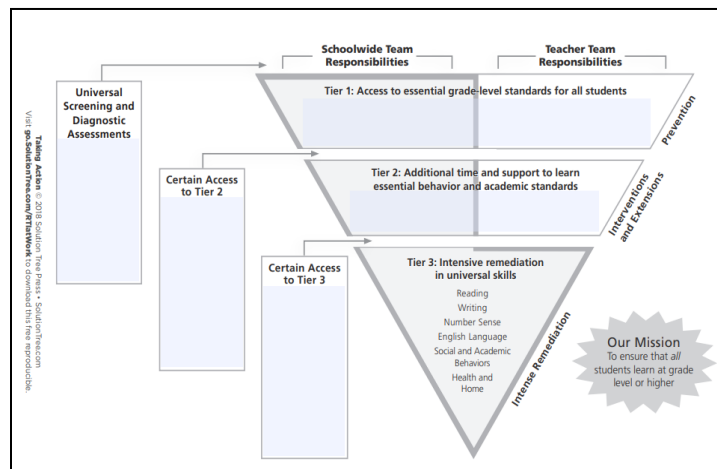 Schoolwide Team
Responsibilities
Teacher Team
Responsibilities
Universal
Screening and
Diagnostic
Assessments
Tier 1: Access to essential grade-level standards for all students
Prevention
Certain Access
to Tier 2
Tier 2: Additional time and support to learn
essential behavior and academic standards
Interventions
and Extensions
Certain Access
to Tier 3
Tier 3: Intensive remediation
in universal skills
Reading
Writing
Number Sense
English Language
Social and Academic
Behaviors
Health and
Home
Intense Remediation
Our Mission
To ensure that all
students learn at grade
level or higher
Taking Action © 2018 Solution Tree Press • SolutionTree.com
Visit go.SolutionTree.com/RTIatWork to download this free reproducible.